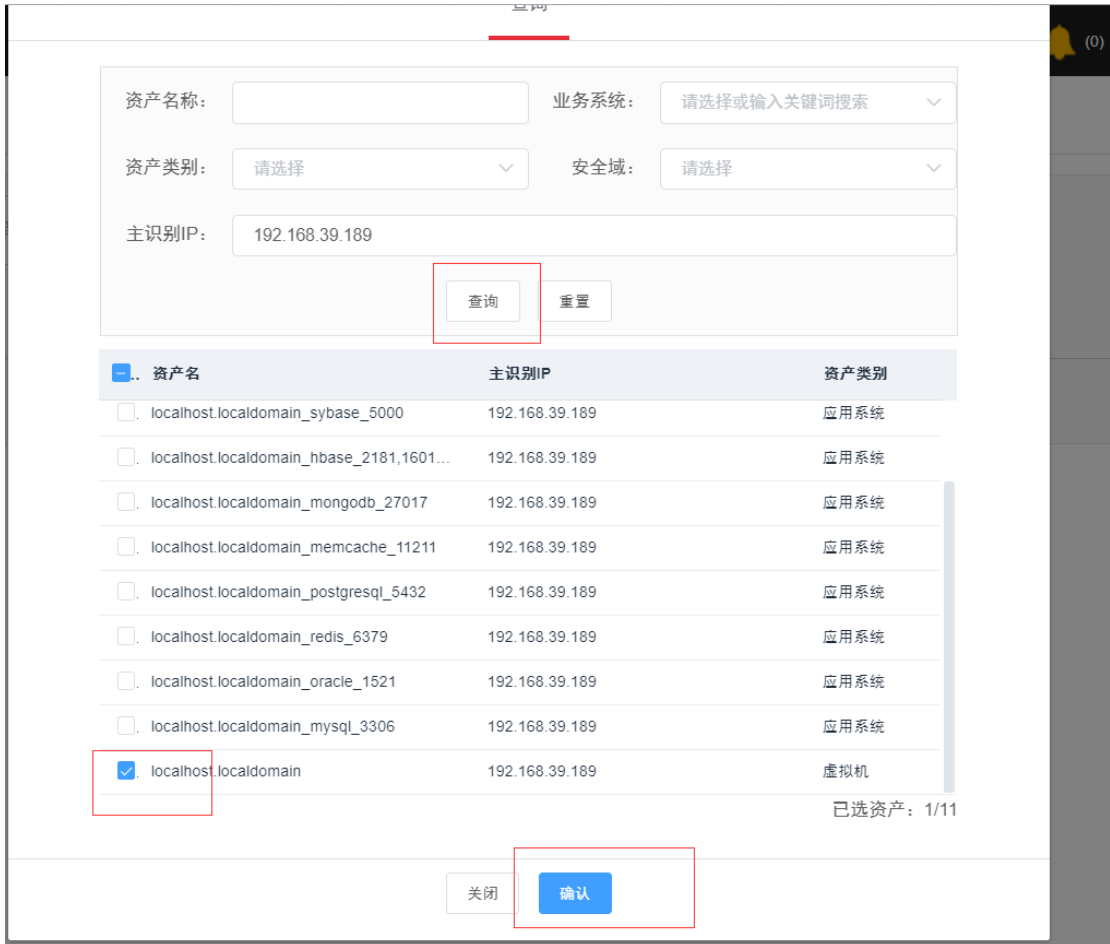 查询
(0)
资产名称： 业务系统： 请选择或输入关键词搜索
资产类别： 请选择 安全域： 请选择
主识别IP： 192.168.39.189
查询 重置
.. 资产名 主识别IP 资产类别
. localhost.localdomain_sybase_5000 192.168.39.189 应用系统
. localhost.localdomain_hbase_2181,1601... 192.168.39.189 应用系统
. localhost.localdomain_mongodb_27017 192.168.39.189 应用系统
. localhost.localdomain_memcache_11211 192.168.39.189 应用系统
. localhost.localdomain_postgresql_5432 192.168.39.189 应用系统
. localhost.localdomain_redis_6379 192.168.39.189 应用系统
. localhost.localdomain_oracle_1521 192.168.39.189 应用系统
. localhost.localdomain_mysql_3306 192.168.39.189 应用系统
. localhost.localdomain 192.168.39.189 虚拟机
已选资产：1/11
关闭 确认